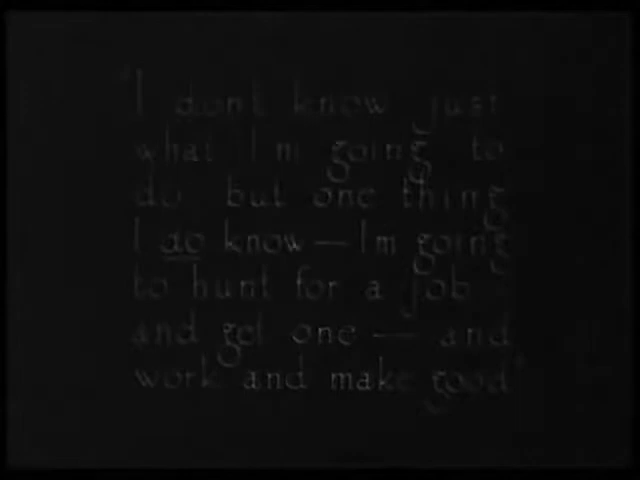 "I don't know just
what I'm going to
do but one thing
I do know — I'm going
to hunt for a job
and get one — and
work and make good"